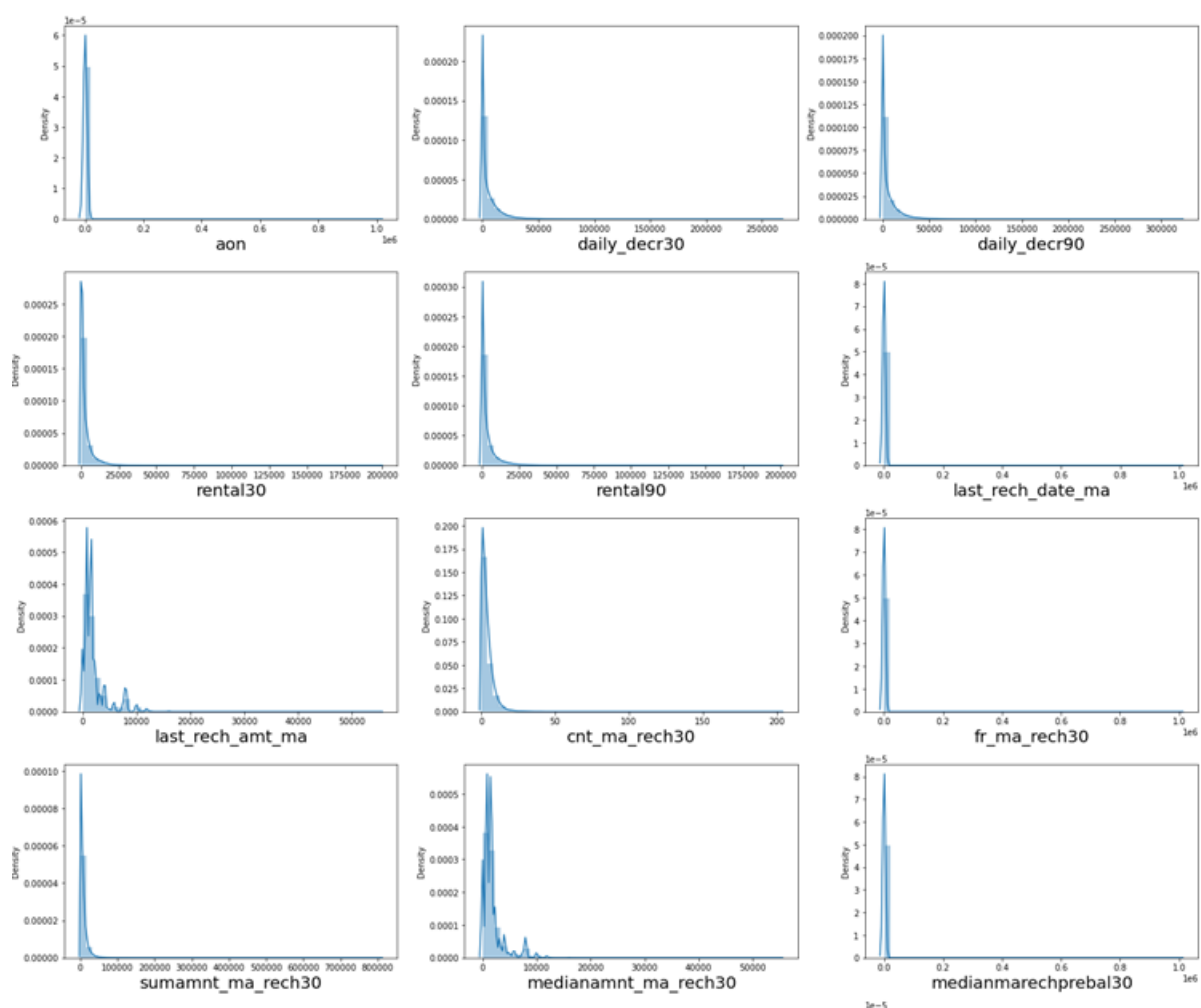 1e−5
6
5
4
3
2
1
0
Density
0.0 0.2 0.4 0.6 0.8 1.0
1e6
aon
0.00020
0.00015
0.00010
0.00005
0.00000
Density
0 50000 100000 150000 200000 250000
daily_decr30
0.000200
0.000175
0.000150
0.000125
0.000100
0.000075
0.000050
0.000025
0.000000
Density
0 50000 100000 150000 200000 250000 300000
daily_decr90
0.00025
0.00020
0.00015
0.00010
0.00005
0.00000
Density
0 25000 50000 75000 100000 125000 150000 175000 200000
rental30
0.00030
0.00025
0.00020
0.00015
0.00010
0.00005
0.00000
Density
0 25000 50000 75000 100000 125000 150000 175000 200000
rental90
1e−5
8
7
6
5
4
3
2
1
0
Density
0.0 0.2 0.4 0.6 0.8 1.0
1e6
last_rech_date_ma
0.0006
0.0005
0.0004
0.0003
0.0002
0.0001
0.0000
Density
0 10000 20000 30000 40000 50000
last_rech_amt_ma
0.200
0.175
0.150
0.125
0.100
0.075
0.050
0.025
0.000
Density
0 50 100 150 200
cnt_ma_rech30
1e−5
8
7
6
5
4
3
2
1
0
Density
0.0 0.2 0.4 0.6 0.8 1.0
1e6
fr_ma_rech30
0.00010
0.00008
0.00006
0.00004
0.00002
0.00000
Density
0 100000 200000 300000 400000 500000 600000 700000 800000
sumamnt_ma_rech30
0.0005
0.0004
0.0003
0.0002
0.0001
0.0000
Density
0 10000 20000 30000 40000 50000
medianamnt_ma_rech30
1e−5
8
7
6
5
4
3
2
1
0
Density
0.0 0.2 0.4 0.6 0.8 1.0
1e6
medianmarechprebal30
1e−5